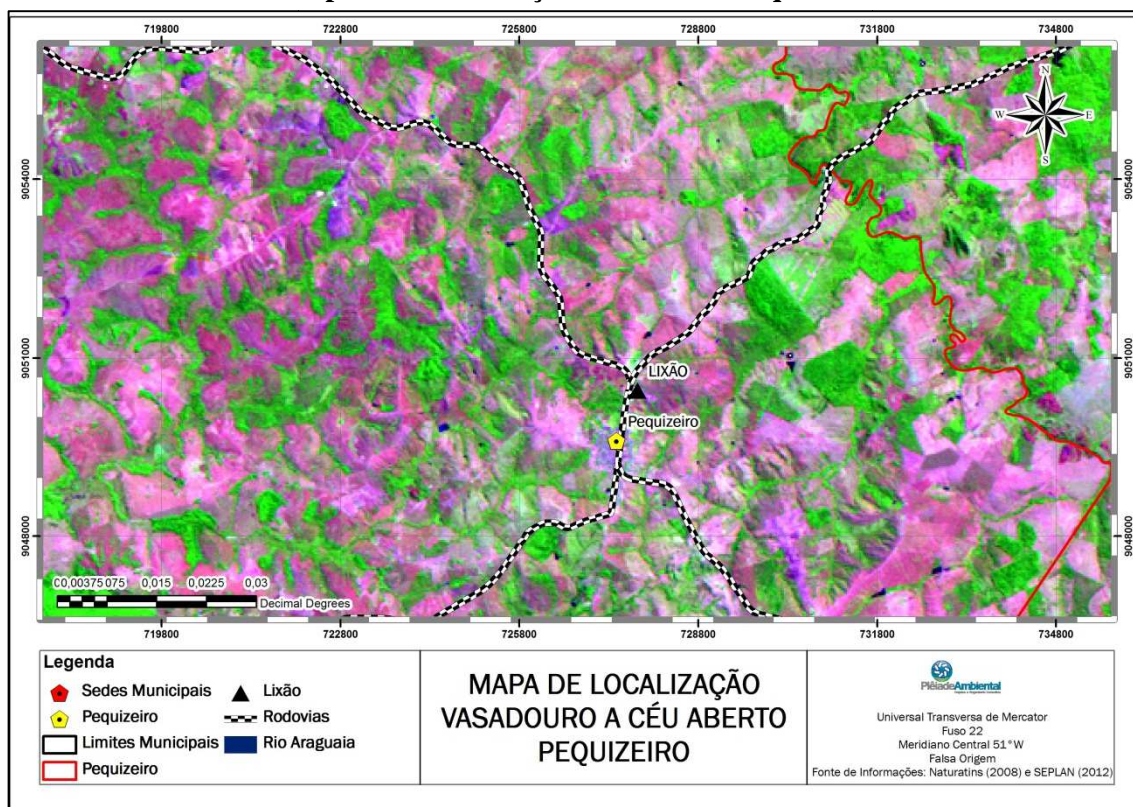 719800 722800 725800 728800 731800 734800
N
W E
S
9054000 9054000
9051000 9051000
LIXÃO
Pequizeiro
9048000 9048000
0,015 0,0225 0,03
Decimal Degrees
719800 722800 725800 728800 731800 734800
Legenda
Sedes Municipais
Lixão
Pequizeiro
Rodovias
Limites Municipais
Rio Araguaia
Pequizeiro
MAPA DE LOCALIZAÇÃO
VASADOURO A CÉU ABERTO
PEQUIZEIRO
PlêiadeAmbiental
Universal Transversa de Mercator
Fuso 22
Meridiano Central 51°W
Falsa Origem
Fonte de Informações: Naturatins (2008) e SEPLAN (2012)